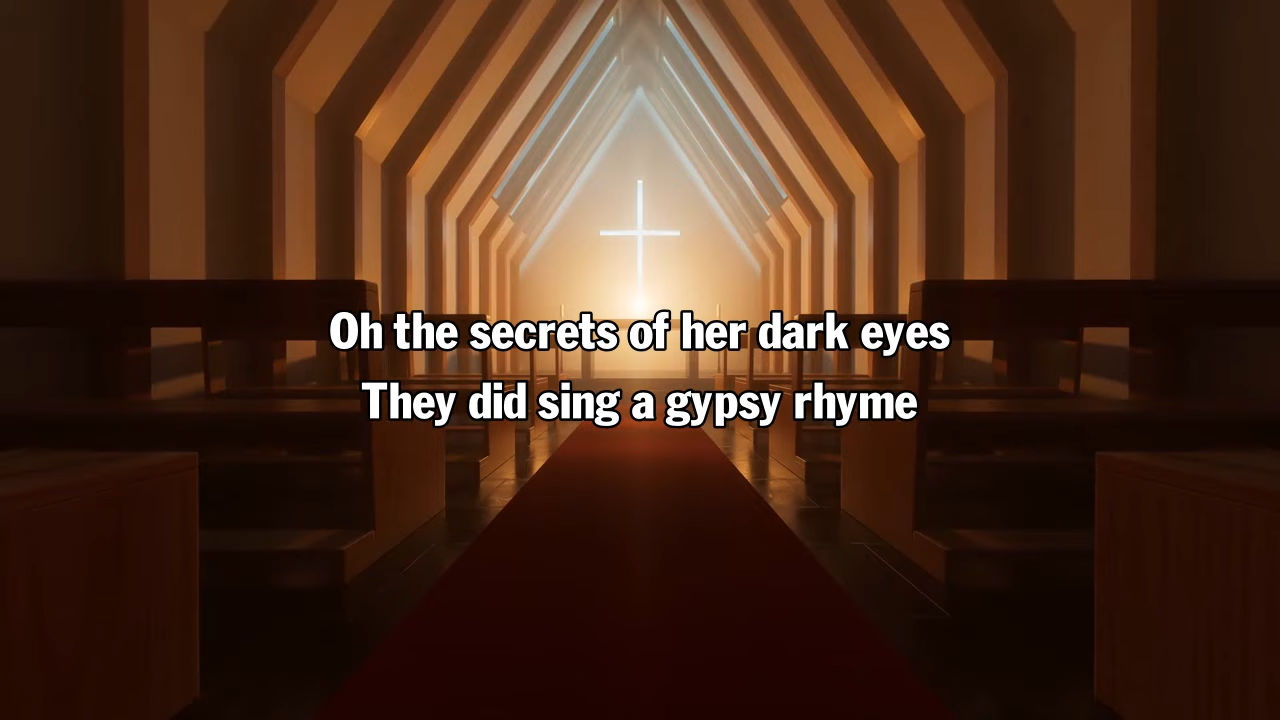 Oh the secrets of her dark eyes
They did sing a gypsy rhyme